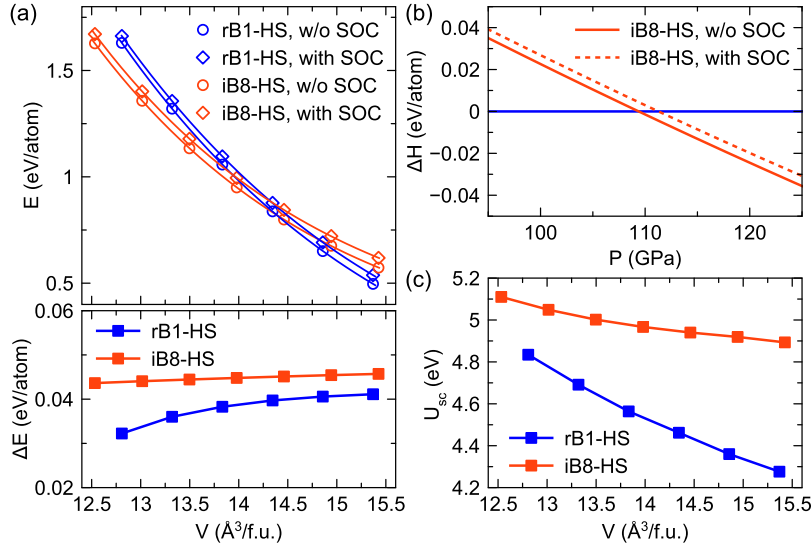 (a)
rB1-HS, w/o SOC
rB1-HS, with SOC
iB8-HS, w/o SOC
iB8-HS, with SOC
1.5
1
0.5
E (eV/atom)
0.06
0.04
0.02
ΔE (eV/atom)
rB1-HS
iB8-HS
12.5 13 13.5 14 14.5 15 15.5
V (Å³/f.u.)
(b)
iB8-HS, w/o SOC
iB8-HS, with SOC
0.04
0.02
0
-0.02
-0.04
ΔH (eV/atom)
100 110 120
P (GPa)
(c)
5.2
5
4.8
4.6
4.4
4.2
Usc (eV)
rB1-HS
iB8-HS
12.5 13 13.5 14 14.5 15 15.5
V (Å³/f.u.)